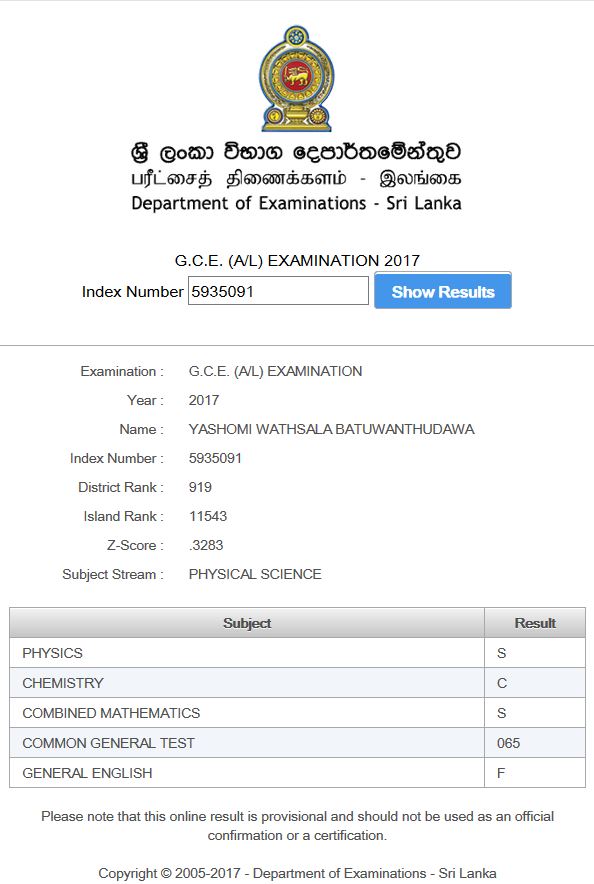 ශ්‍රී ලංකා විභාග දෙපාර්තමේන්තුව
பரீட்சைத் திணைக்களம் - இலங்கை
Department of Examinations - Sri Lanka
G.C.E. (A/L) EXAMINATION 2017
Index Number 5935091 Show Results
Examination : G.C.E. (A/L) EXAMINATION
Year : 2017
Name : YASHOMI WATHSALA BATUWANTHUDAWA
Index Number : 5935091
District Rank : 919
Island Rank : 11543
Z-Score : .3283
Subject Stream : PHYSICAL SCIENCE
Subject Result
PHYSICS S
CHEMISTRY C
COMBINED MATHEMATICS S
COMMON GENERAL TEST 065
GENERAL ENGLISH F
Please note that this online result is provisional and should not be used as an official
confirmation or a certification.
Copyright © 2005-2017 - Department of Examinations - Sri Lanka